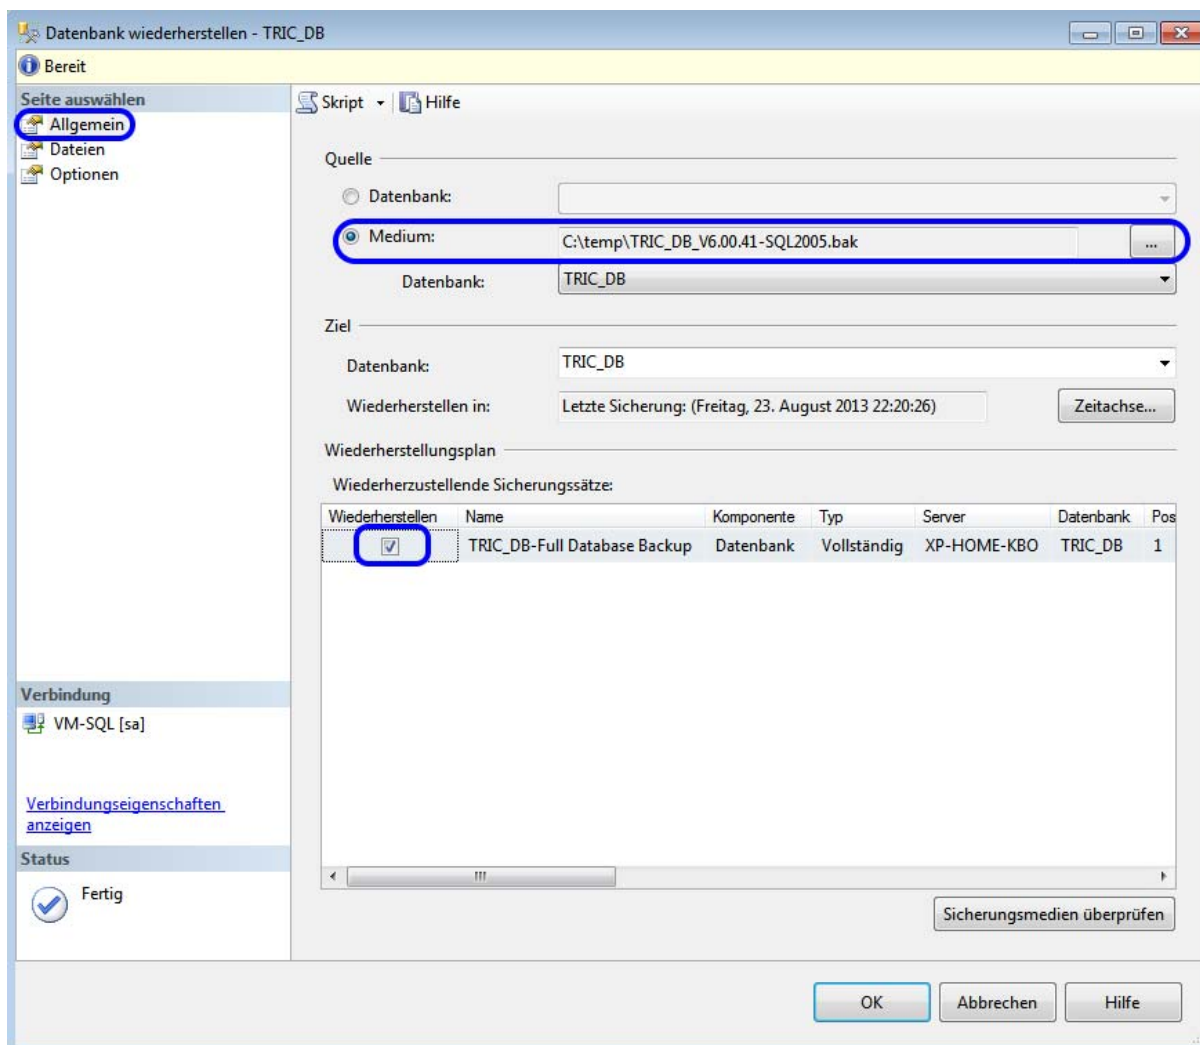 Datenbank wiederherstellen - TRIC_DB
Bereit
Seite auswählen
Allgemein
Dateien
Optionen
Skript
Hilfe
Quelle
Datenbank:
Medium: C:\temp\TRIC_DB_V6.00.41-SQL2005.bak ...
Datenbank: TRIC_DB
Ziel
Datenbank: TRIC_DB
Wiederherstellen in: Letzte Sicherung: (Freitag, 23. August 2013 22:20:26) Zeitachse...
Wiederherstellungsplan
Wiederherzustellende Sicherungssätze:
Wiederherstellen Name Komponente Typ Server Datenbank Pos
TRIC_DB-Full Database Backup Datenbank Vollständig XP-HOME-KBO TRIC_DB 1
Verbindung
VM-SQL [sa]
Verbindungseigenschaften
anzeigen
Status
Fertig
Sicherungsmedien überprüfen
OK Abbrechen Hilfe